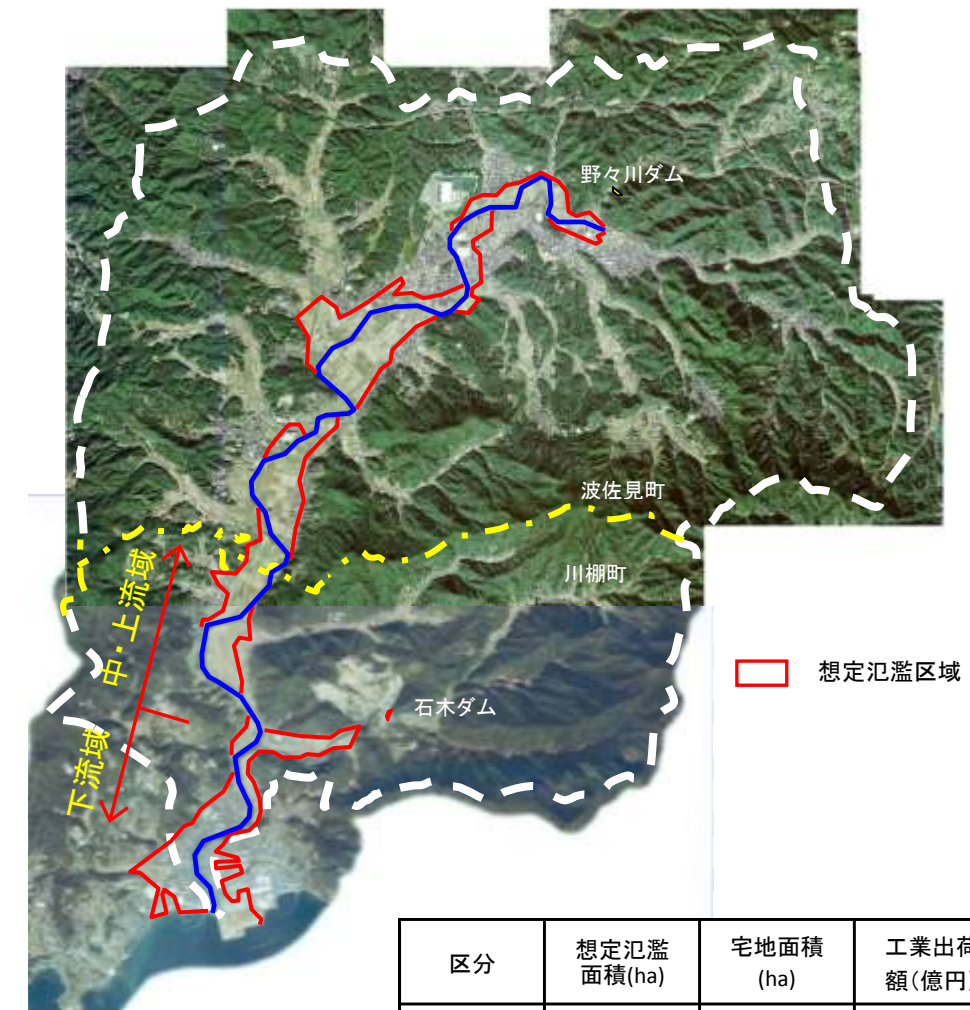 野々川ダム
波佐見町
川棚町
中・上流域
石木ダム
下流域
想定氾濫区域
区分
想定氾濫
面積(ha)
宅地面積
(ha)
工業出荷
額(億円)